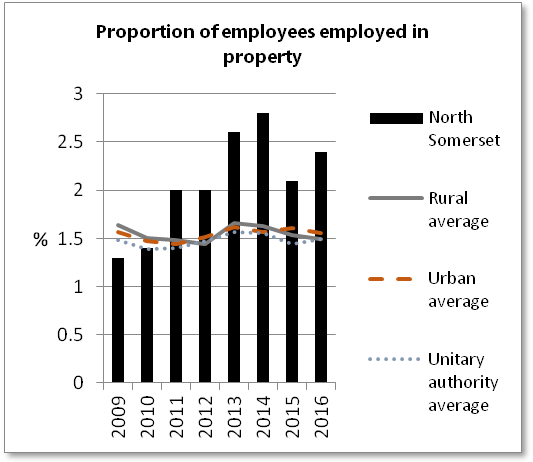 Proportion of employees employed in
property
3
2.5
2
1.5
1
0.5
0
%
2009
2010
2011
2012
2013
2014
2015
2016
North
Somerset
Rural
average
Urban
average
Unitary
authority
average